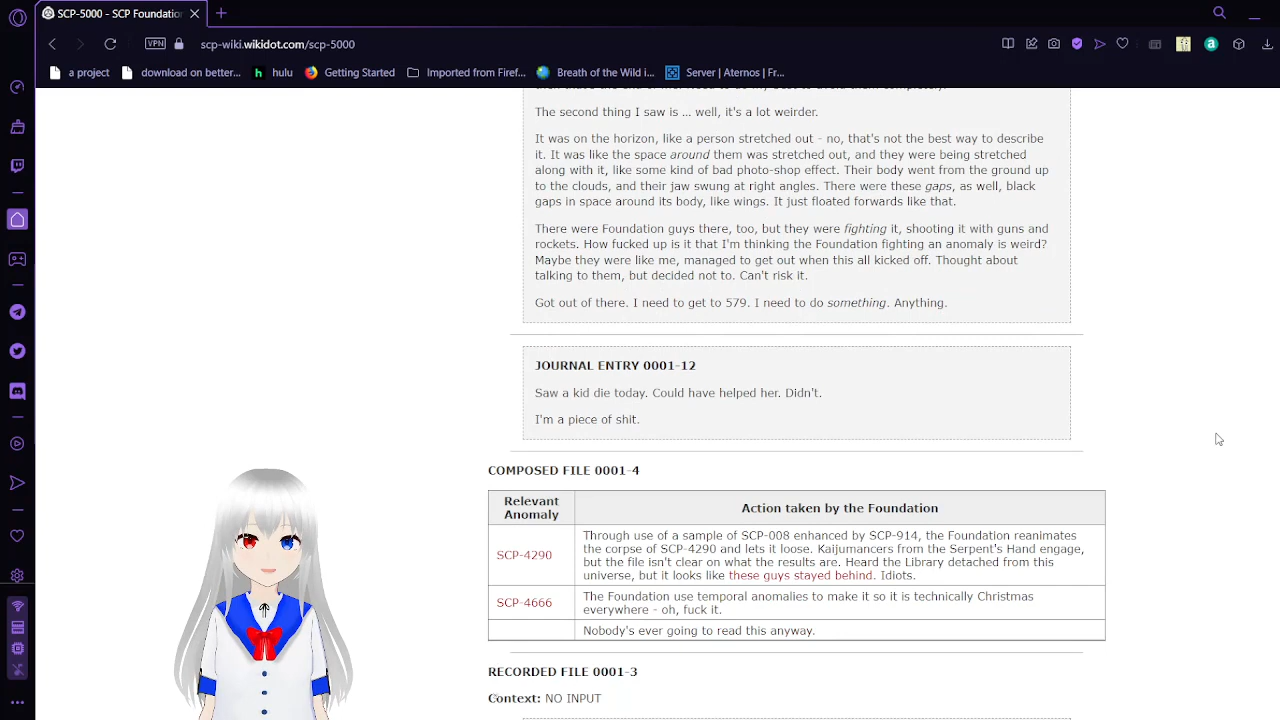 SCP-5000 - SCP Foundation
VPN
scp-wiki.wikidot.com/scp-5000
a project
download on better...
hulu
Getting Started
Imported from Firef...
Breath of the Wild i...
Server | Aternos | Fr...
The second thing I saw is ... well, it's a lot weirder.
It was on the horizon, like a person stretched out - no, that's not the best way to describe
it. It was like the space around them was stretched out, and they were being stretched
along with it, like some kind of bad photo-shop effect. Their body went from the ground up
to the clouds, and their jaw swung at right angles. There were these gaps, as well, black
gaps in space around its body, like wings. It just floated forwards like that.
There were Foundation guys there, too, but they were fighting it, shooting it with guns and
rockets. How fucked up is it that I'm thinking the Foundation fighting an anomaly is weird?
Maybe they were like me, managed to get out when this all kicked off. Thought about
talking to them, but decided not to. Can't risk it.
Got out of there. I need to get to 579. I need to do something. Anything.
JOURNAL ENTRY 0001-12
Saw a kid die today. Could have helped her. Didn't.
I'm a piece of shit.
COMPOSED FILE 0001-4
Relevant
Anomaly
Action taken by the Foundation
SCP-4290
Through use of a sample of SCP-008 enhanced by SCP-914, the Foundation reanimates
the corpse of SCP-4290 and lets it loose. Kaijumancers from the Serpent's Hand engage,
but the file isn't clear on what the results are. Heard the Library detached from this
universe, but it looks like these guys stayed behind. Idiots.
SCP-4666
The Foundation use temporal anomalies to make it so it is technically Christmas
everywhere - oh, fuck it.
Nobody's ever going to read this anyway.
RECORDED FILE 0001-3
Context: NO INPUT